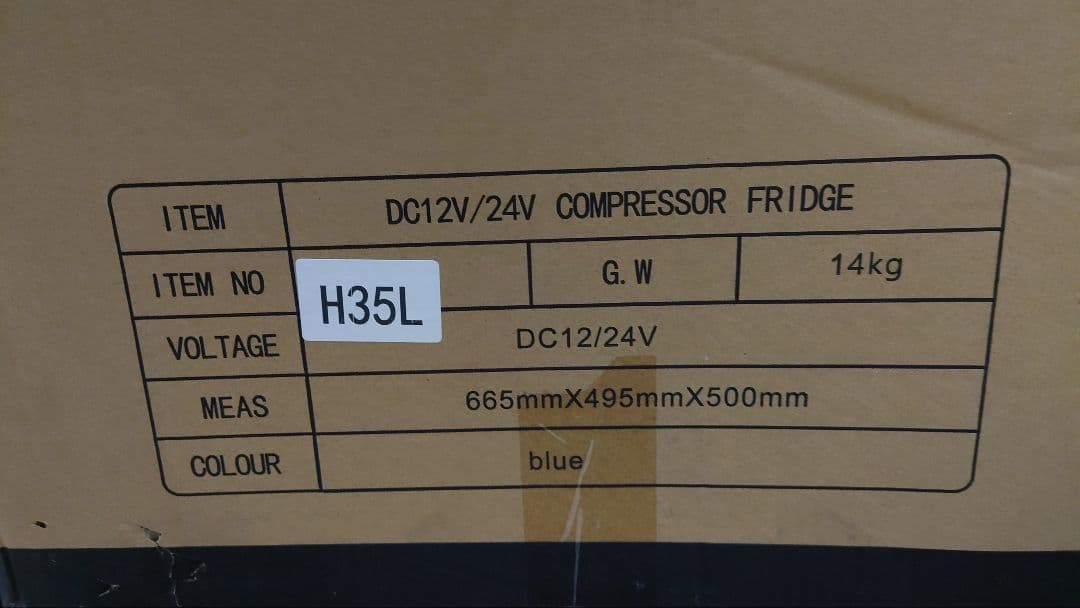 ITEM DC12V/24V COMPRESSOR FRIDGE
ITEM NO H35L G.W 14kg
VOLTAGE DC12/24V
MEAS 665mmX495mmX500mm
COLOUR blue